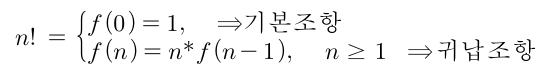 n! = { f(0) = 1, ⟹기본조항
f(n) = n*f(n−1), n ≥ 1 ⟹귀납조항